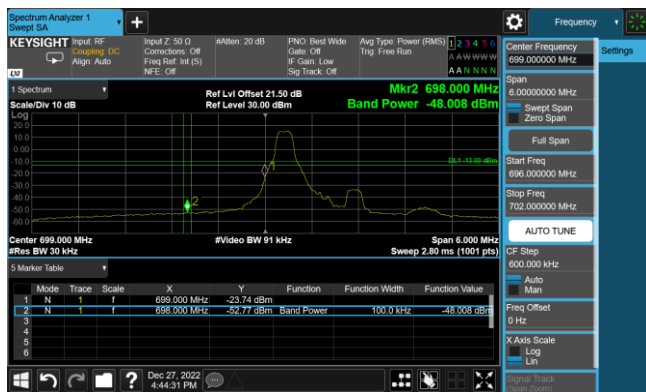 Spectrum Analyzer 1
Swept SA
Frequency
KEYSIGHT
Input: RF
Coupling: DC
Align: Auto
Input Z: 50 Ω
Corrections: Off
Freq Ref: Int (S)
NFE: Off
#Atten: 20 dB
PNO: Best Wide
Gate: Off
IF Gain: Low
Sig Track: Off
Avg Type: Power (RMS)
Trig: Free Run
1 2 3 4 5 6
A A W W W W
A A N N N N
LXI
1 Spectrum
Scale/Div 10 dB
Ref Lvl Offset 21.50 dB
Ref Level 30.00 dBm
Mkr2 698.000 MHz
Band Power -48.008 dBm
Log
20.0
10.0
0.00
-10.0
-20.0
-30.0
-40.0
-50.0
-60.0
DL1 -13.00 dBm
1
2
Center 699.000 MHz
#Res BW 30 kHz
#Video BW 91 kHz
Span 6.000 MHz
Sweep 2.80 ms (1001 pts)
5 Marker Table
Mode Trace Scale X Y Function Function Width Function Value
1 N 1 f 699.000 MHz -23.74 dBm
2 N 1 f 698.000 MHz -52.77 dBm Band Power 100.0 kHz -48.008 dBm
3
4
5
6
Dec 27, 2022
4:44:31 PM
?
Center Frequency
699.000000 MHz
Span
6.00000000 MHz
Swept Span
Zero Span
Full Span
Start Freq
696.000000 MHz
Stop Freq
702.000000 MHz
AUTO TUNE
CF Step
600.000 kHz
Auto
Man
Freq Offset
0 Hz
X Axis Scale
Log
Lin
Signal Track
(Span Zoom)
Settings